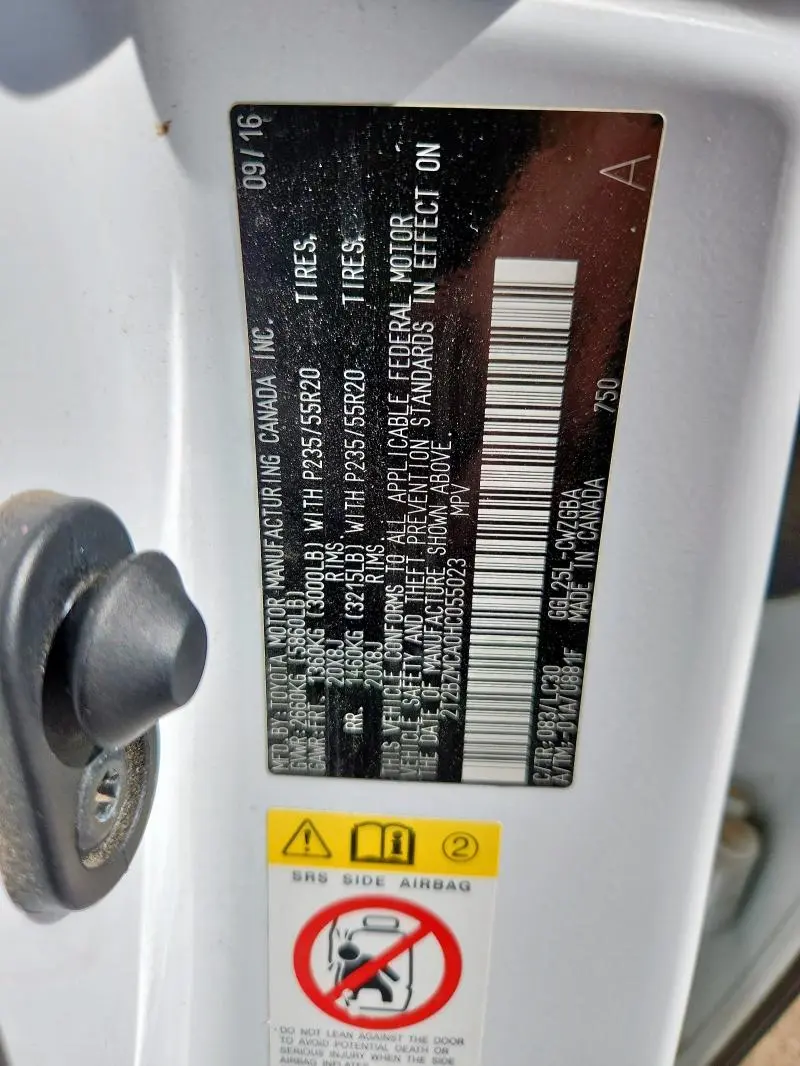 MFD. BY: TOYOTA MOTOR MANUFACTURING CANADA INC. 09/16
GVWR: 2660KG (5860LB)
GAWR: FRT. 1360KG (3000LB) WITH P235/55R20 TIRES,
20X8J RIMS,
RR. 1460KG (3215LB) WITH P235/55R20 TIRES,
20X8J RIMS,
THIS VEHICLE CONFORMS TO ALL APPLICABLE FEDERAL MOTOR
VEHICLE SAFETY AND THEFT PREVENTION STANDARDS IN EFFECT ON
THE DATE OF MANUFACTURE SHOWN ABOVE.
2T2BZMCA0HC055023 MPV
C/TR: 083/LC30 GGL25L-CWZGBA
A/TM: -01A/U881F MADE IN CANADA 750 A
2
SRS SIDE AIRBAG
· DO NOT LEAN AGAINST THE DOOR
TO AVOID POTENTIAL DEATH OR
SERIOUS INJURY WHEN THE SIDE
AIRBAG INFLATES.